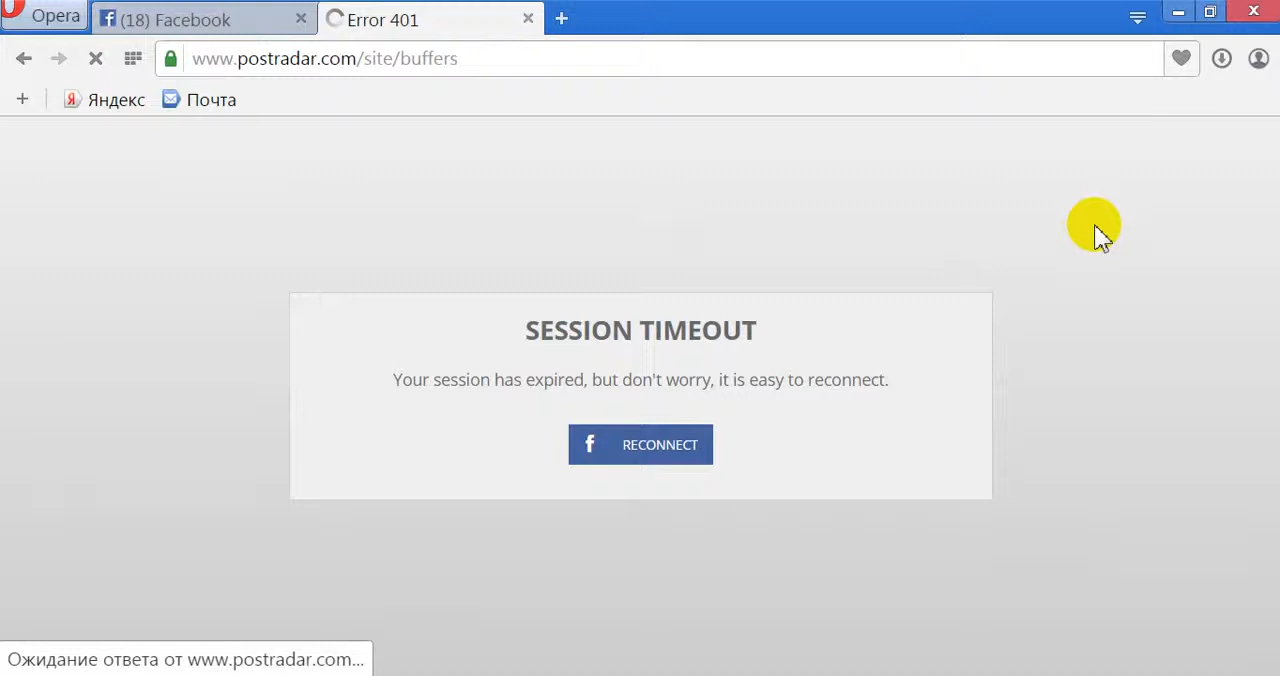 Opera
(18) Facebook
Error 401
www.postradar.com/site/buffers
Яндекс
Почта
SESSION TIMEOUT
Your session has expired, but don't worry, it is easy to reconnect.
f RECONNECT
Ожидание ответа от www.postradar.com...